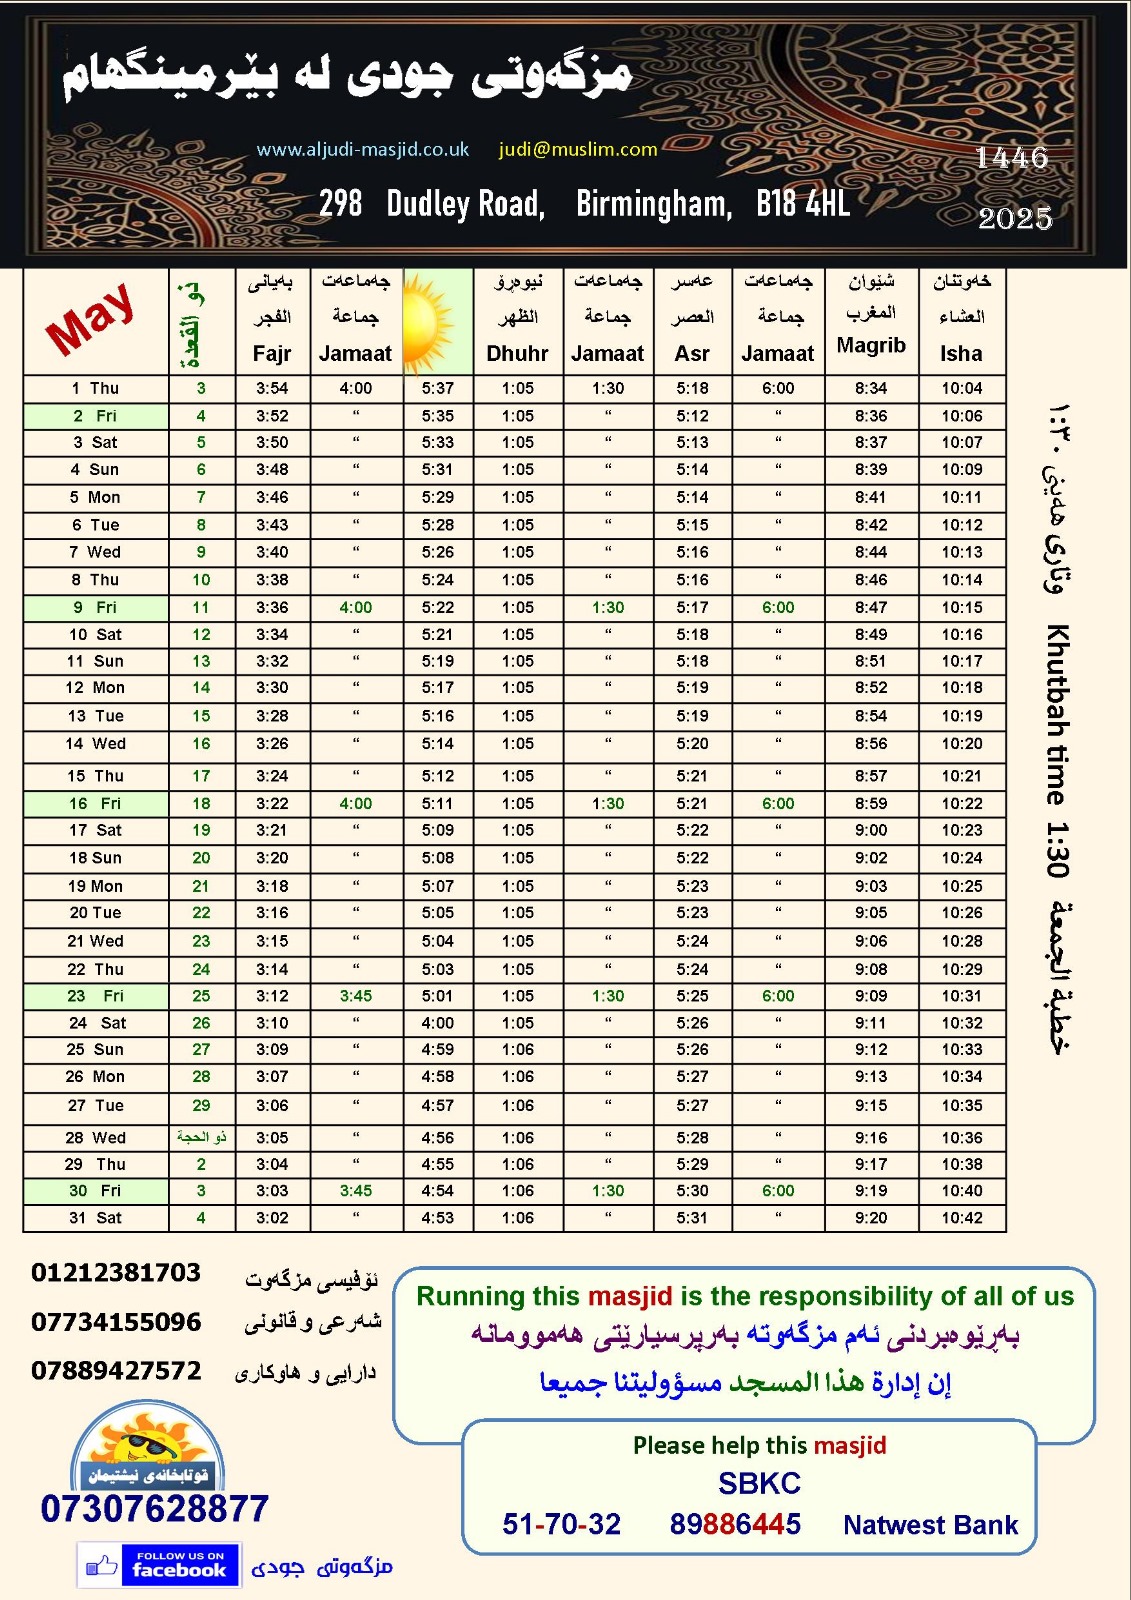 مزگەوتی جودی لە بێرمینگهام
www.aljudi-masjid.co.uk judi@muslim.com
1446
298 Dudley Road, Birmingham, B18 4HL
2025
May ذو القعدة بەیانی جەماعەت نیوەڕۆ جەماعەت عەسر جەماعەت شێوان خەوتنان
الفجر جماعة الظهر جماعة العصر جماعة المغرب العشاء
Fajr Jamaat Dhuhr Jamaat Asr Jamaat Magrib Isha
1 Thu 3 3:54 4:00 5:37 1:05 1:30 5:18 6:00 8:34 10:04
2 Fri 4 3:52 “ 5:35 1:05 “ 5:12 “ 8:36 10:06
3 Sat 5 3:50 “ 5:33 1:05 “ 5:13 “ 8:37 10:07
4 Sun 6 3:48 “ 5:31 1:05 “ 5:14 “ 8:39 10:09
5 Mon 7 3:46 “ 5:29 1:05 “ 5:14 “ 8:41 10:11
6 Tue 8 3:43 “ 5:28 1:05 “ 5:15 “ 8:42 10:12
7 Wed 9 3:40 “ 5:26 1:05 “ 5:16 “ 8:44 10:13
8 Thu 10 3:38 “ 5:24 1:05 “ 5:16 “ 8:46 10:14
9 Fri 11 3:36 4:00 5:22 1:05 1:30 5:17 6:00 8:47 10:15
10 Sat 12 3:34 “ 5:21 1:05 “ 5:18 “ 8:49 10:16
11 Sun 13 3:32 “ 5:19 1:05 “ 5:18 “ 8:51 10:17
12 Mon 14 3:30 “ 5:17 1:05 “ 5:19 “ 8:52 10:18
13 Tue 15 3:28 “ 5:16 1:05 “ 5:19 “ 8:54 10:19
14 Wed 16 3:26 “ 5:14 1:05 “ 5:20 “ 8:56 10:20
15 Thu 17 3:24 “ 5:12 1:05 “ 5:21 “ 8:57 10:21
16 Fri 18 3:22 4:00 5:11 1:05 1:30 5:21 6:00 8:59 10:22
17 Sat 19 3:21 “ 5:09 1:05 “ 5:22 “ 9:00 10:23
18 Sun 20 3:20 “ 5:08 1:05 “ 5:22 “ 9:02 10:24
19 Mon 21 3:18 “ 5:07 1:05 “ 5:23 “ 9:03 10:25
20 Tue 22 3:16 “ 5:05 1:05 “ 5:23 “ 9:05 10:26
21 Wed 23 3:15 “ 5:04 1:05 “ 5:24 “ 9:06 10:28
22 Thu 24 3:14 “ 5:03 1:05 “ 5:24 “ 9:08 10:29
23 Fri 25 3:12 3:45 5:01 1:05 1:30 5:25 6:00 9:09 10:31
24 Sat 26 3:10 “ 4:00 1:05 “ 5:26 “ 9:11 10:32
25 Sun 27 3:09 “ 4:59 1:06 “ 5:26 “ 9:12 10:33
26 Mon 28 3:07 “ 4:58 1:06 “ 5:27 “ 9:13 10:34
27 Tue 29 3:06 “ 4:57 1:06 “ 5:27 “ 9:15 10:35
28 Wed ذو الحجة 3:05 “ 4:56 1:06 “ 5:28 “ 9:16 10:36
29 Thu 2 3:04 “ 4:55 1:06 “ 5:29 “ 9:17 10:38
30 Fri 3 3:03 3:45 4:54 1:06 1:30 5:30 6:00 9:19 10:40
31 Sat 4 3:02 “ 4:53 1:06 “ 5:31 “ 9:20 10:42
وتاری هەینی ١:٣٠ Khutbah time 1:30 خطبة الجمعة
01212381703 ئۆفیسی مزگەوت
07734155096 شەرعی و قانونی
07889427572 دارایی و هاوکاری
Running this masjid is the responsibility of all of us
بەڕێوەبردنی ئەم مزگەوتە بەرپرسیارێتی هەموومانە
إن إدارة هذا المسجد مسؤوليتنا جميعا
Please help this masjid
SBKC
51-70-32 89886445 Natwest Bank
قوتابخانەی نیشتیمان
07307628877
FOLLOW US ON
facebook مزگەوتی جودی